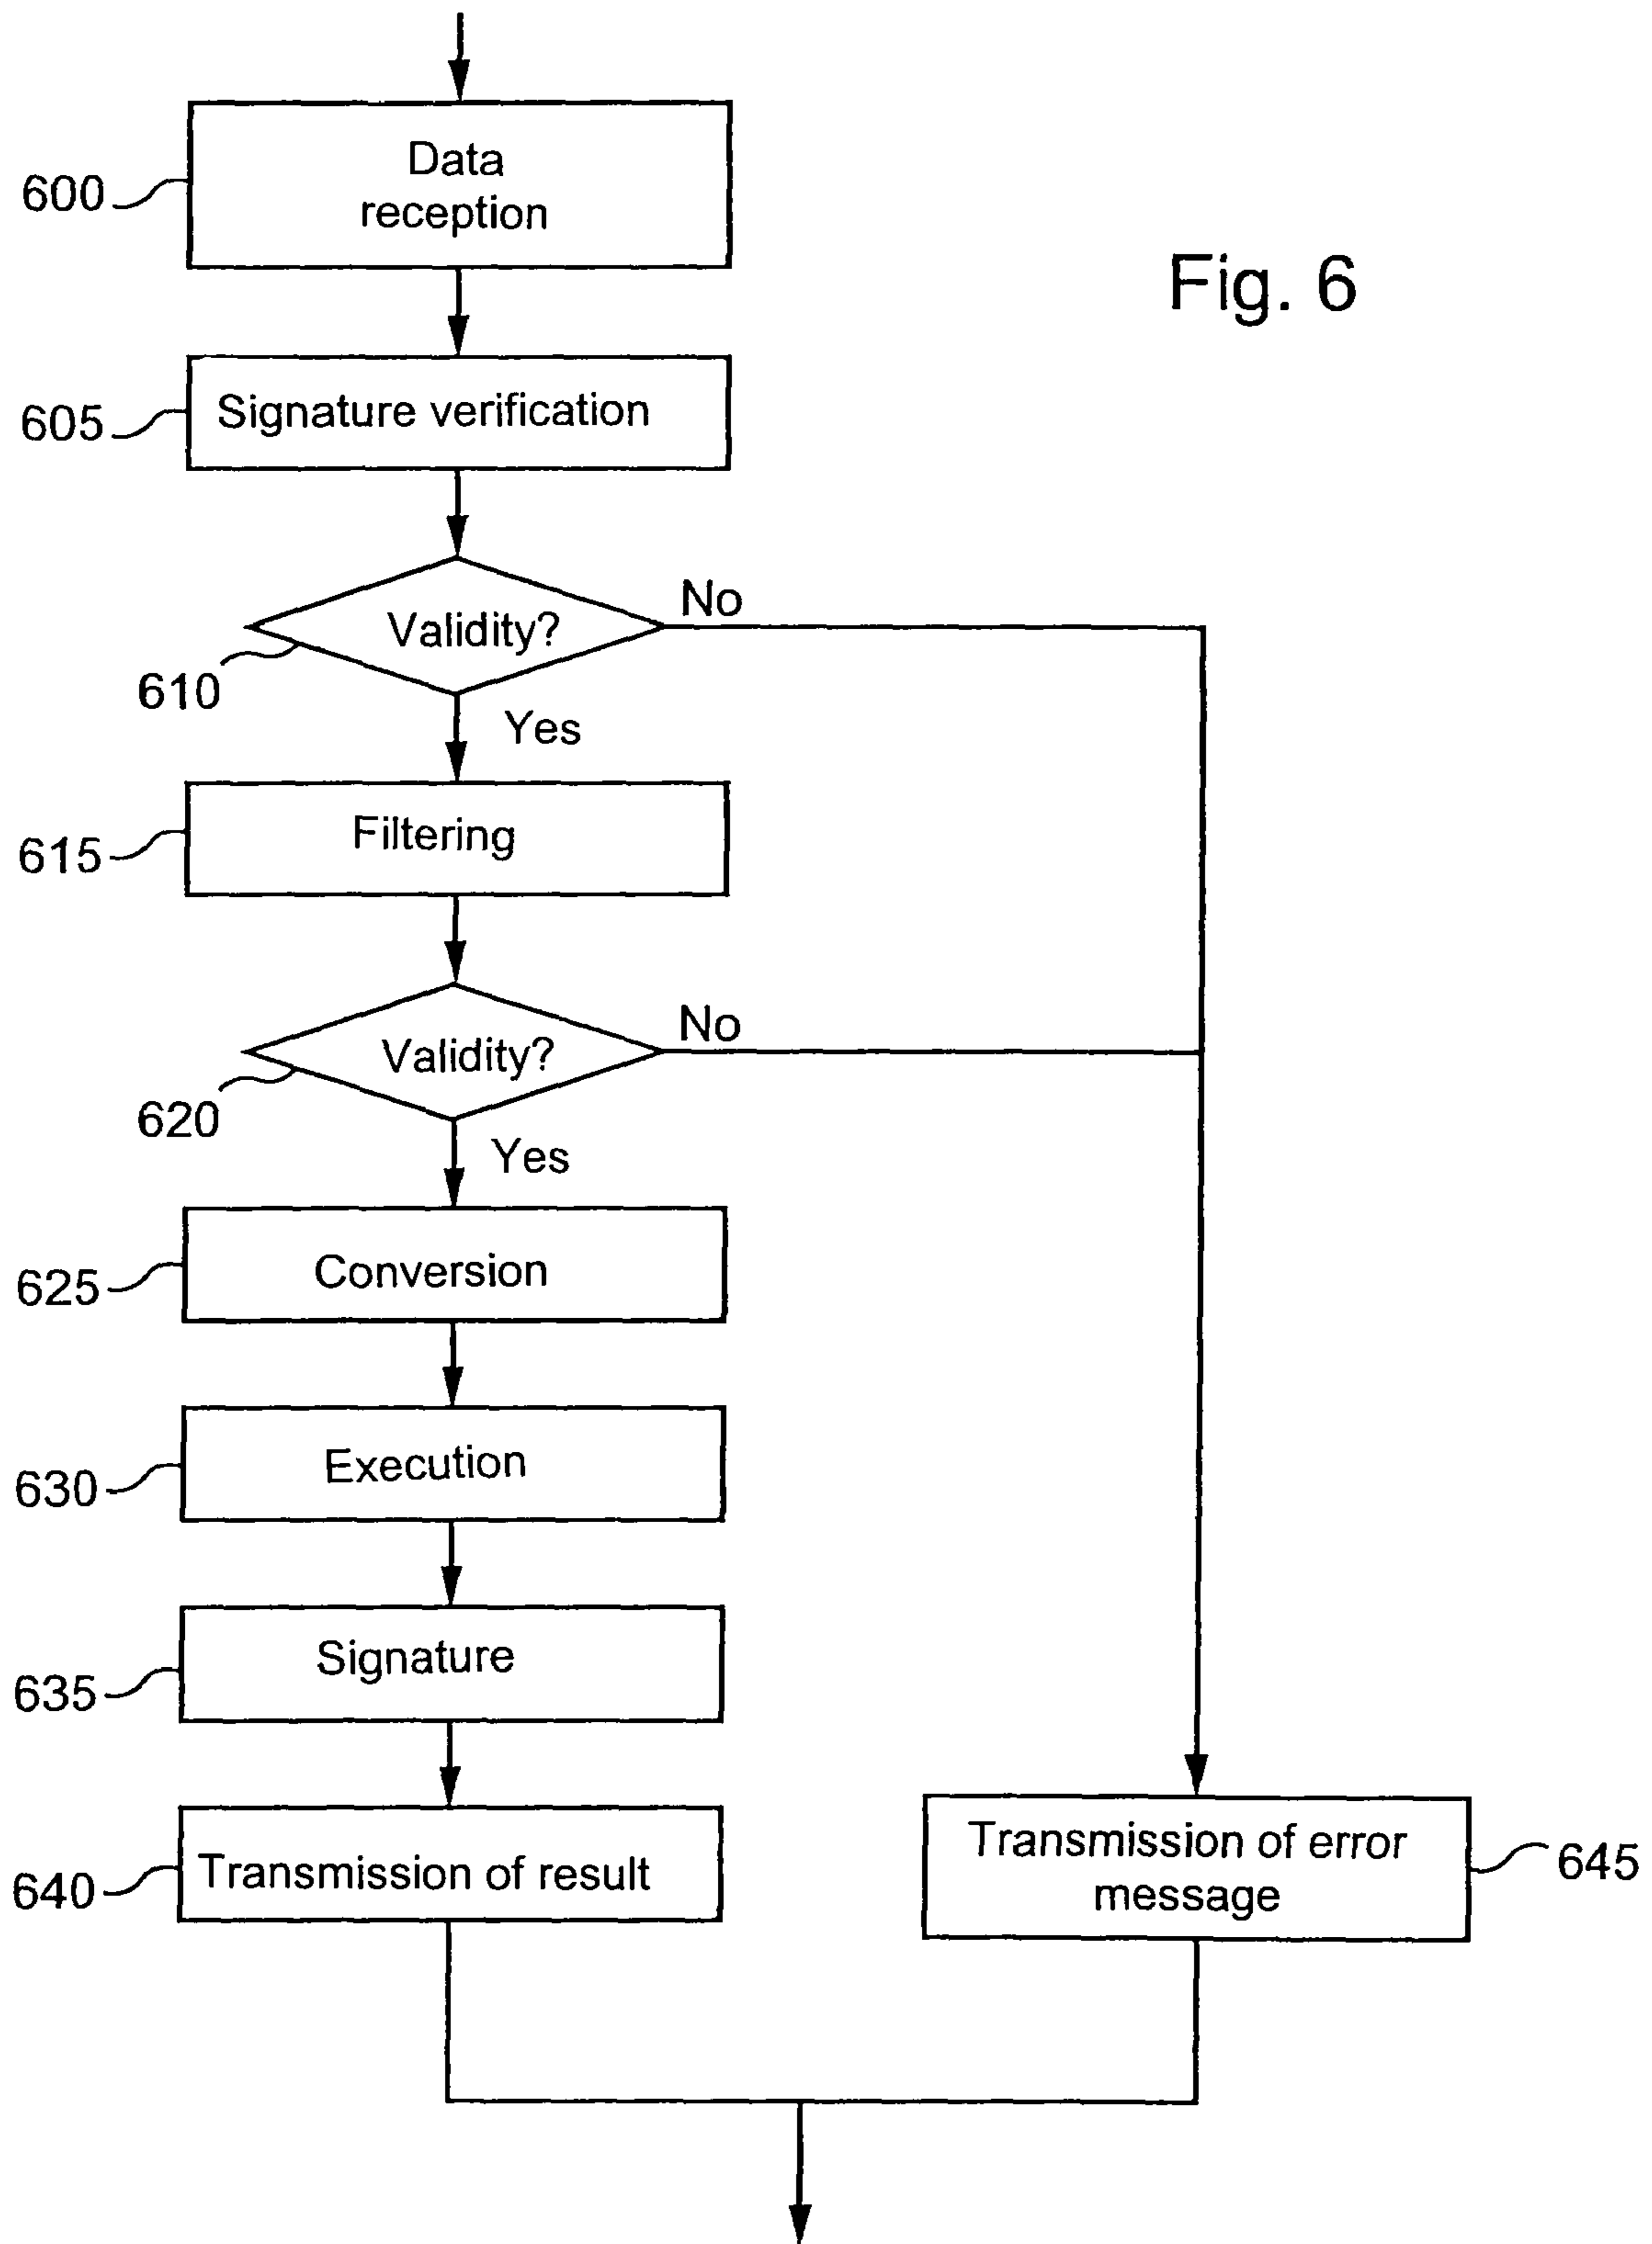 Data
reception
600
Fig. 6
Signature verification
605
No
Validity?
610
Yes
Filtering
615
No
Validity?
620
Yes
Conversion
625
Execution
630
Signature
635
Transmission of result
640
Transmission of error
message
645